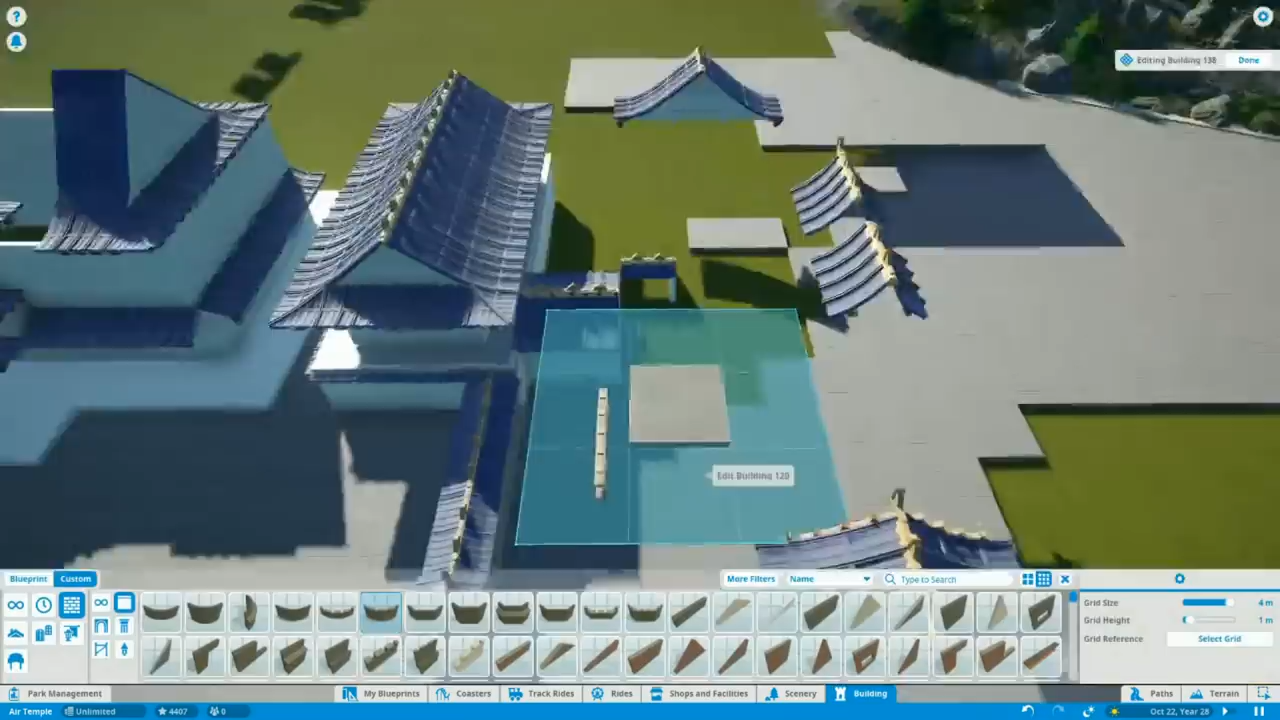 ?
Editing Building 138 Done
Edit Building 120
Blueprint Custom More Filters Name Type to Search
Grid Size 4 m
Grid Height 1 m
Grid Reference Select Grid
Park Management My Blueprints Coasters Track Rides Rides Shops and Facilities Scenery Building Paths Terrain
Air Temple Unlimited 4407 0 Oct 22, Year 28